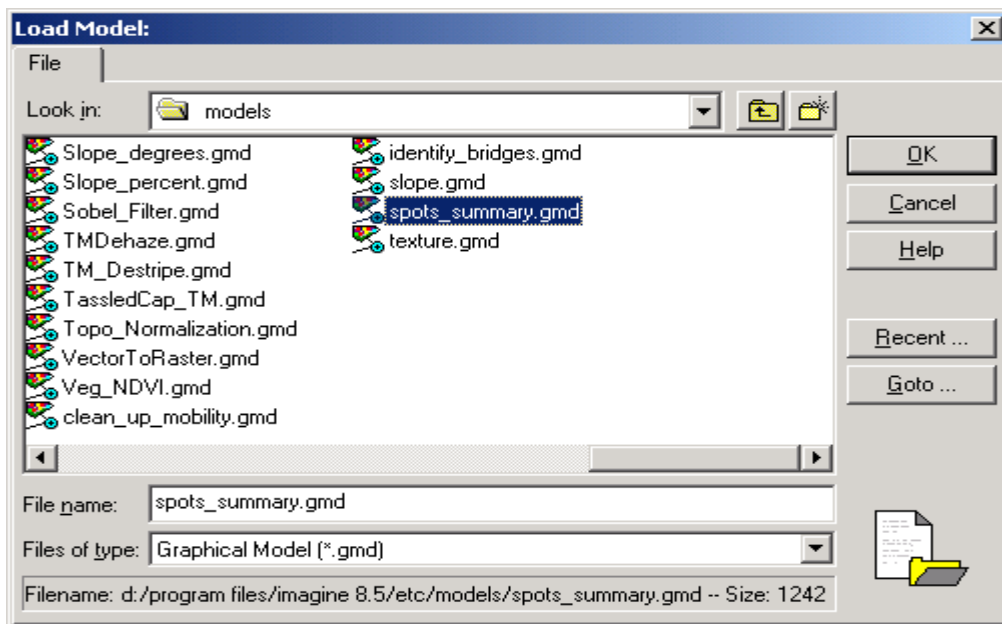 Load Model:
File
Look in: models
Slope_degrees.gmd
Slope_percent.gmd
Sobel_Filter.gmd
TMDehaze.gmd
TM_Destripe.gmd
TassledCap_TM.gmd
Topo_Normalization.gmd
VectorToRaster.gmd
Veg_NDVI.gmd
clean_up_mobility.gmd
identify_bridges.gmd
slope.gmd
spots_summary.gmd
texture.gmd
OK
Cancel
Help
Recent ...
Goto ...
File name: spots_summary.gmd
Files of type: Graphical Model (*.gmd)
Filename: d:/program files/imagine 8.5/etc/models/spots_summary.gmd -- Size: 1242